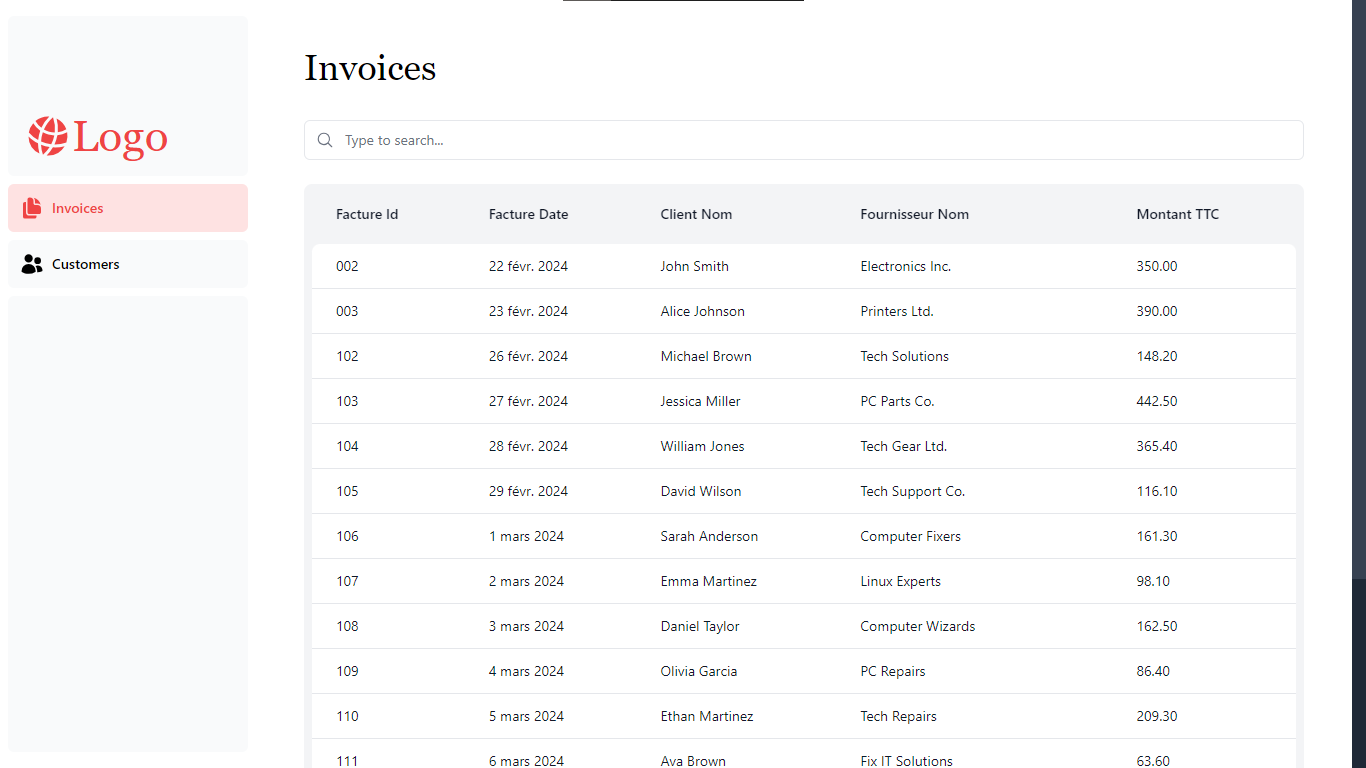 Logo
Invoices
Customers
Invoices
Type to search...
Facture Id Facture Date Client Nom Fournisseur Nom Montant TTC
002 22 févr. 2024 John Smith Electronics Inc. 350.00
003 23 févr. 2024 Alice Johnson Printers Ltd. 390.00
102 26 févr. 2024 Michael Brown Tech Solutions 148.20
103 27 févr. 2024 Jessica Miller PC Parts Co. 442.50
104 28 févr. 2024 William Jones Tech Gear Ltd. 365.40
105 29 févr. 2024 David Wilson Tech Support Co. 116.10
106 1 mars 2024 Sarah Anderson Computer Fixers 161.30
107 2 mars 2024 Emma Martinez Linux Experts 98.10
108 3 mars 2024 Daniel Taylor Computer Wizards 162.50
109 4 mars 2024 Olivia Garcia PC Repairs 86.40
110 5 mars 2024 Ethan Martinez Tech Repairs 209.30
111 6 mars 2024 Ava Brown Fix IT Solutions 63.60